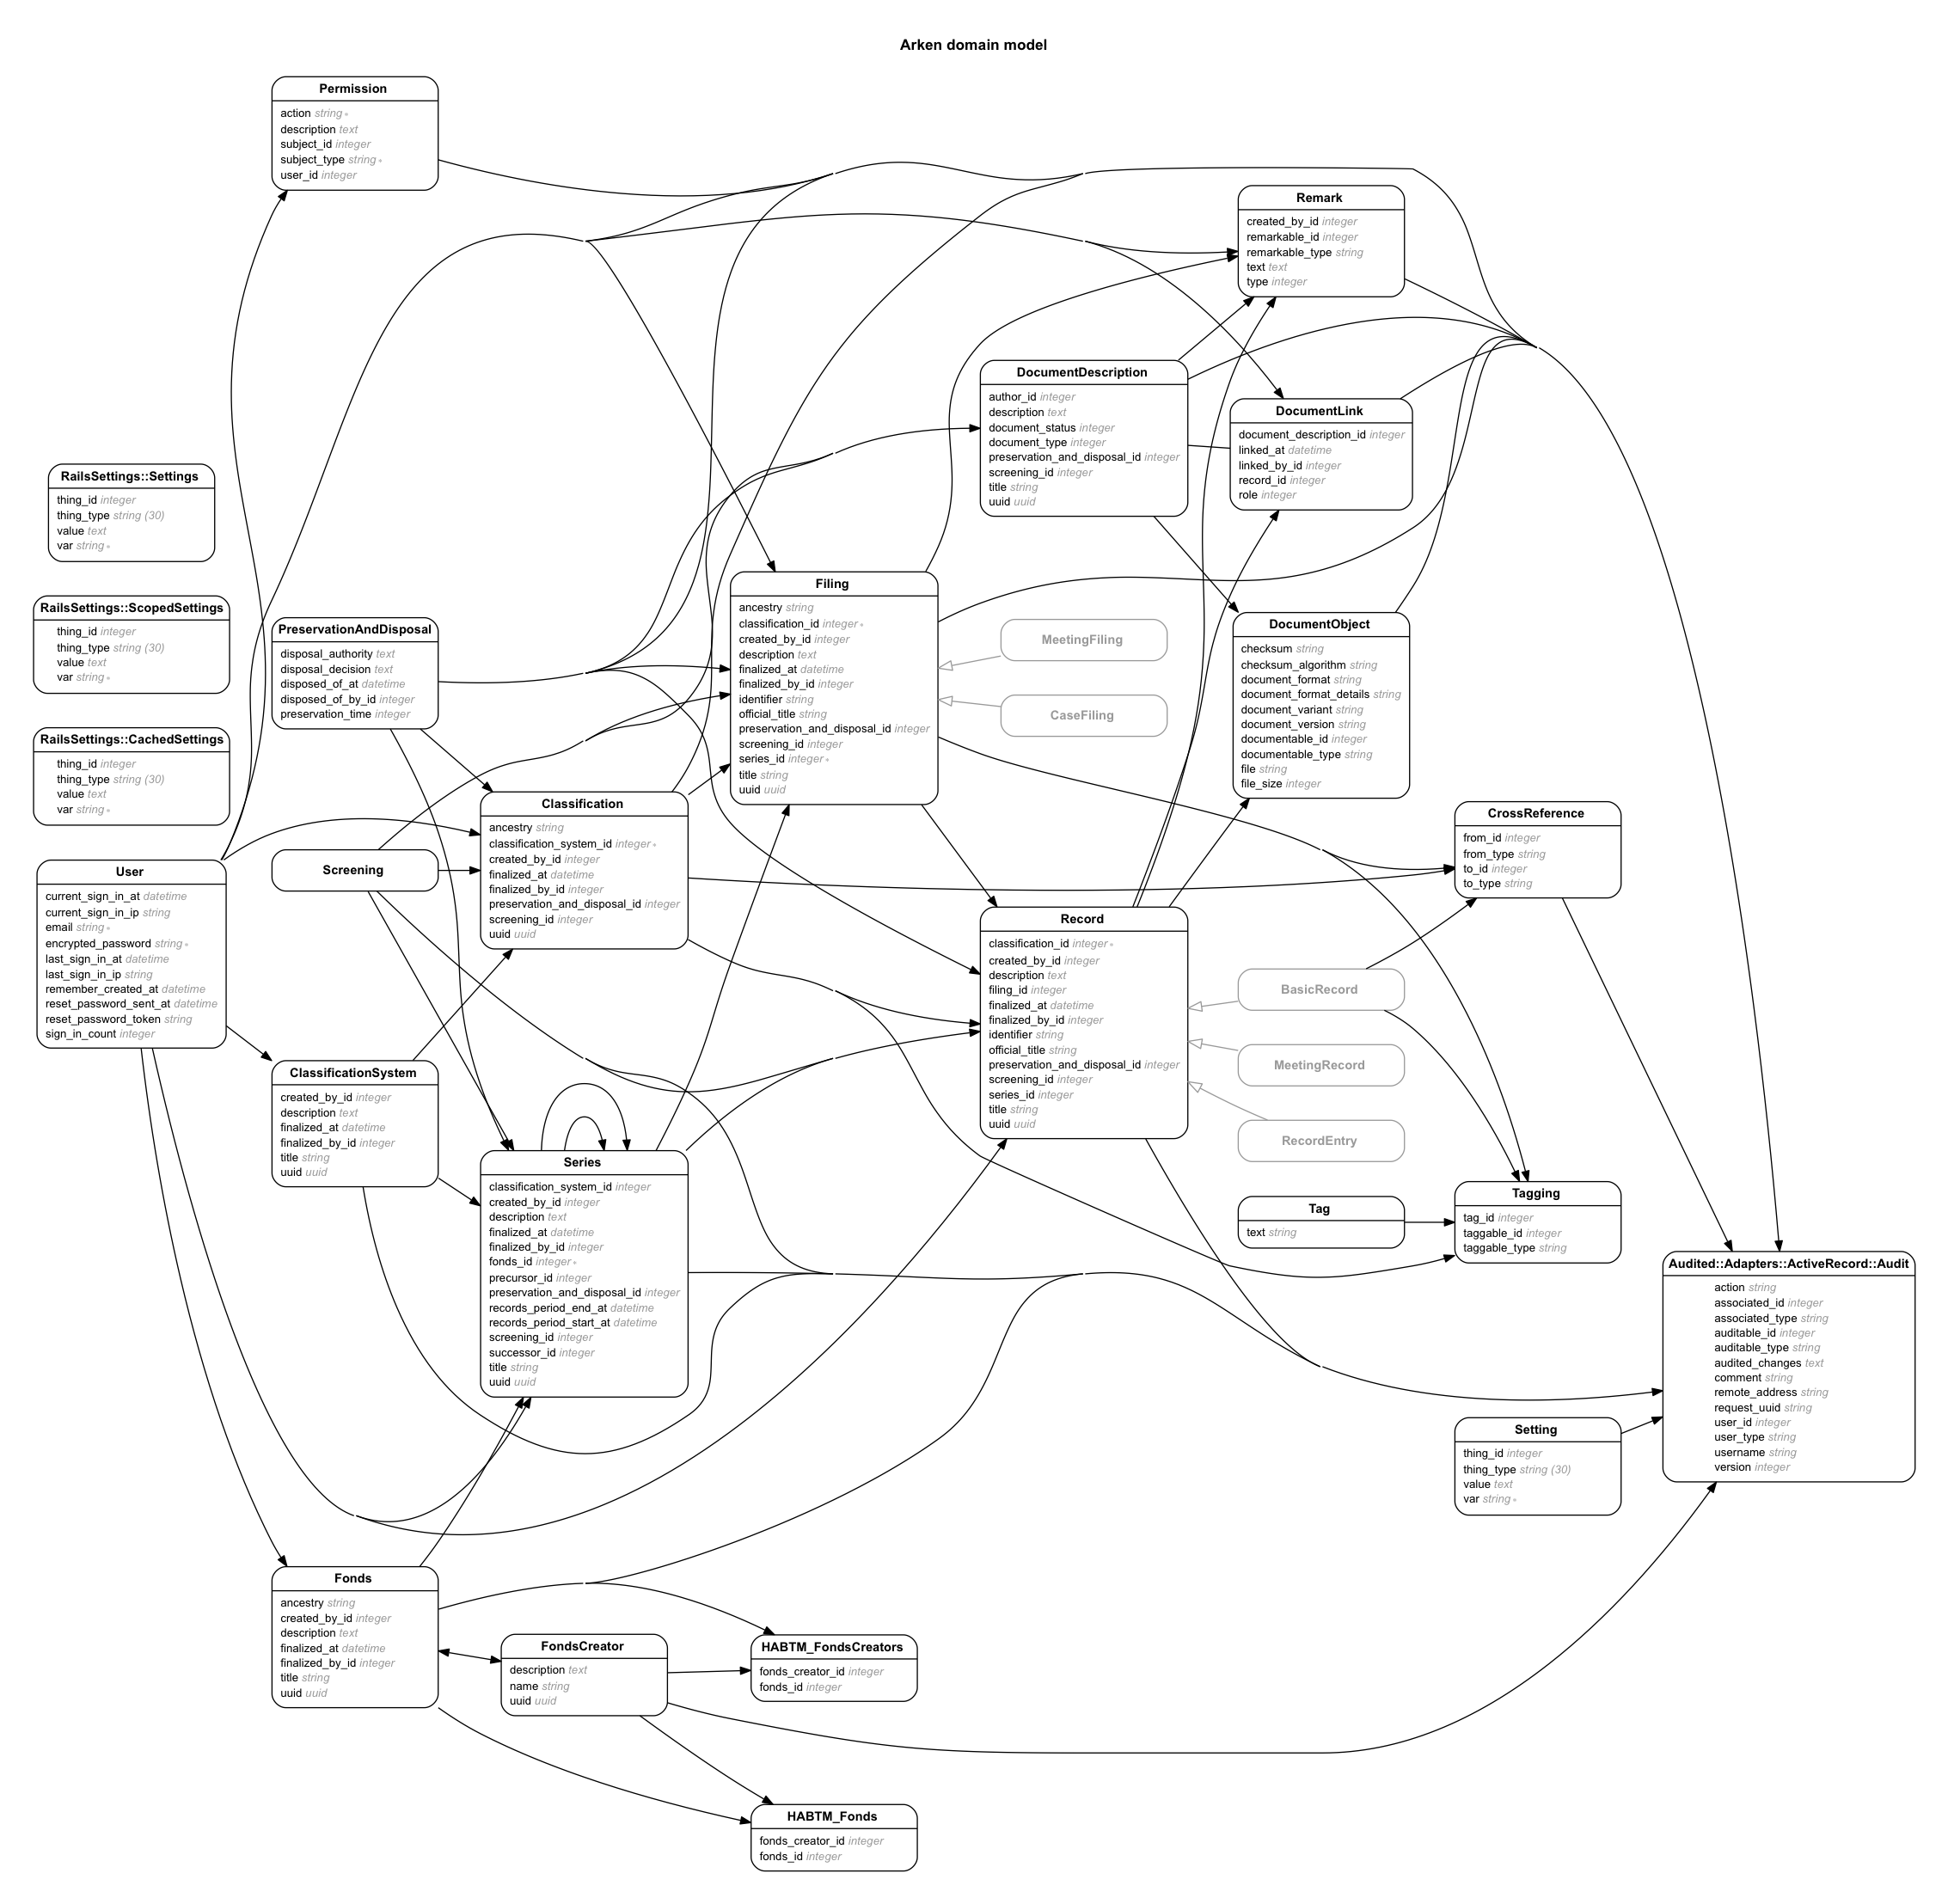 Arken domain model
Permission
action string *
description text
subject_id integer
subject_type string *
user_id integer
Remark
created_by_id integer
remarkable_id integer
remarkable_type string
text text
type integer
DocumentDescription
author_id integer
description text
document_status integer
document_type integer
preservation_and_disposal_id integer
screening_id integer
title string
uuid uuid
DocumentLink
document_description_id integer
linked_at datetime
linked_by_id integer
record_id integer
role integer
RailsSettings::Settings
thing_id integer
thing_type string (30)
value text
var string *
RailsSettings::ScopedSettings
thing_id integer
thing_type string (30)
value text
var string *
RailsSettings::CachedSettings
thing_id integer
thing_type string (30)
value text
var string *
PreservationAndDisposal
disposal_authority text
disposal_decision text
disposed_of_at datetime
disposed_of_by_id integer
preservation_time integer
Filing
ancestry string
classification_id integer *
created_by_id integer
description text
finalized_at datetime
finalized_by_id integer
identifier string
official_title string
preservation_and_disposal_id integer
screening_id integer
series_id integer *
title string
uuid uuid
MeetingFiling
CaseFiling
DocumentObject
checksum string
checksum_algorithm string
document_format string
document_format_details string
document_variant string
document_version string
documentable_id integer
documentable_type string
file string
file_size integer
Classification
ancestry string
classification_system_id integer *
created_by_id integer
finalized_at datetime
finalized_by_id integer
preservation_and_disposal_id integer
screening_id integer
uuid uuid
CrossReference
from_id integer
from_type string
to_id integer
to_type string
User
current_sign_in_at datetime
current_sign_in_ip string
email string *
encrypted_password string *
last_sign_in_at datetime
last_sign_in_ip string
remember_created_at datetime
reset_password_sent_at datetime
reset_password_token string
sign_in_count integer
Screening
Record
classification_id integer *
created_by_id integer
description text
filing_id integer
finalized_at datetime
finalized_by_id integer
identifier string
official_title string
preservation_and_disposal_id integer
screening_id integer
series_id integer
title string
uuid uuid
BasicRecord
MeetingRecord
RecordEntry
ClassificationSystem
created_by_id integer
description text
finalized_at datetime
finalized_by_id integer
title string
uuid uuid
Series
classification_system_id integer
created_by_id integer
description text
finalized_at datetime
finalized_by_id integer
fonds_id integer *
precursor_id integer
preservation_and_disposal_id integer
records_period_end_at datetime
records_period_start_at datetime
screening_id integer
successor_id integer
title string
uuid uuid
Tag
text string
Tagging
tag_id integer
taggable_id integer
taggable_type string
Audited::Adapters::ActiveRecord::Audit
action string
associated_id integer
associated_type string
auditable_id integer
auditable_type string
audited_changes text
comment string
remote_address string
request_uuid string
user_id integer
user_type string
username string
version integer
Setting
thing_id integer
thing_type string (30)
value text
var string *
Fonds
ancestry string
created_by_id integer
description text
finalized_at datetime
finalized_by_id integer
title string
uuid uuid
FondsCreator
description text
name string
uuid uuid
HABTM_FondsCreators
fonds_creator_id integer
fonds_id integer
HABTM_Fonds
fonds_creator_id integer
fonds_id integer